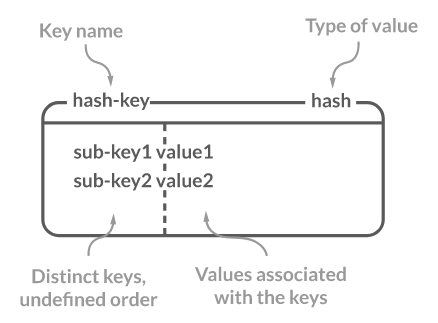 Key name
Type of value
hash-key
hash
sub-key1 value1
sub-key2 value2
Distinct keys,
undefined order
Values associated
with the keys